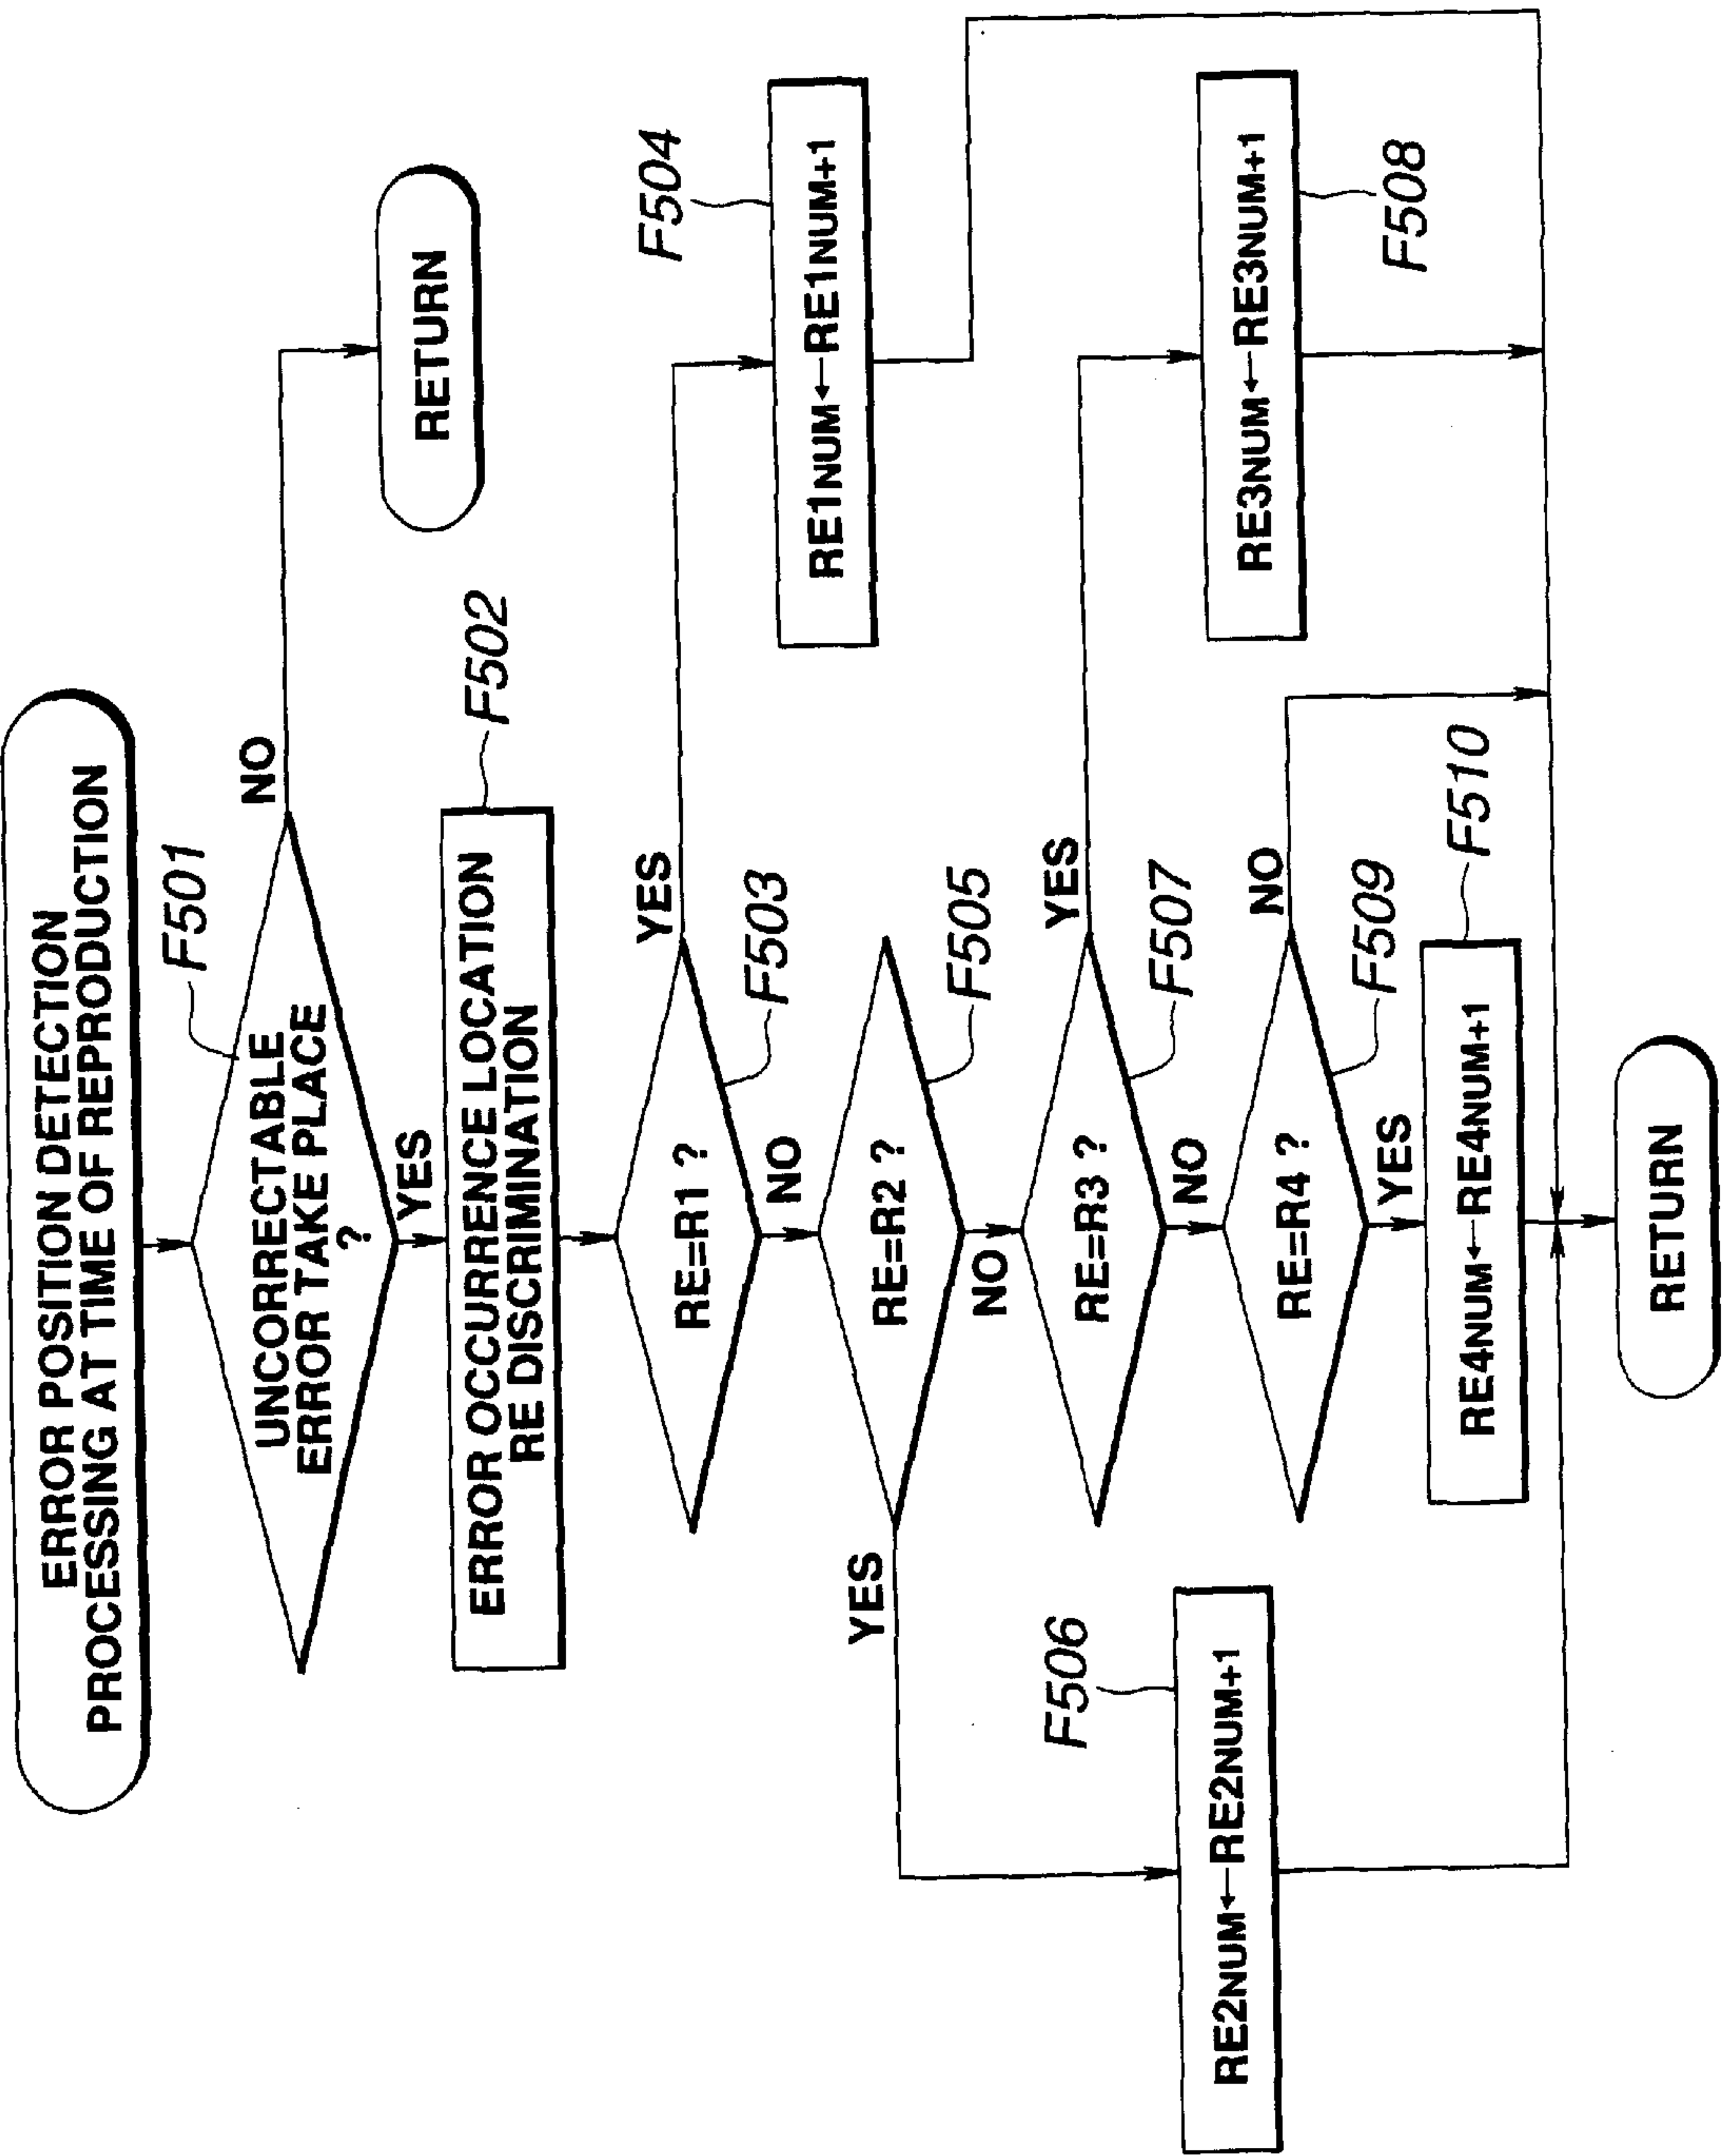 ERROR POSITION DETECTION
PROCESSING AT TIME OF REPRODUCTION
F501
UNCORRECTABLE
ERROR TAKE PLACE
?
NO
RETURN
YES
F502
ERROR OCCURRENCE LOCATION
RE DISCRIMINATION
RE=R1 ?
YES
F503
F504
RE1NUM←RE1NUM+1
NO
RE=R2 ?
F505
YES
F506
RE2NUM←RE2NUM+1
NO
RE=R3 ?
YES
F507
RE3NUM←RE3NUM+1
F508
NO
RE=R4 ?
NO
F509
YES
F510
RE4NUM←RE4NUM+1
RETURN